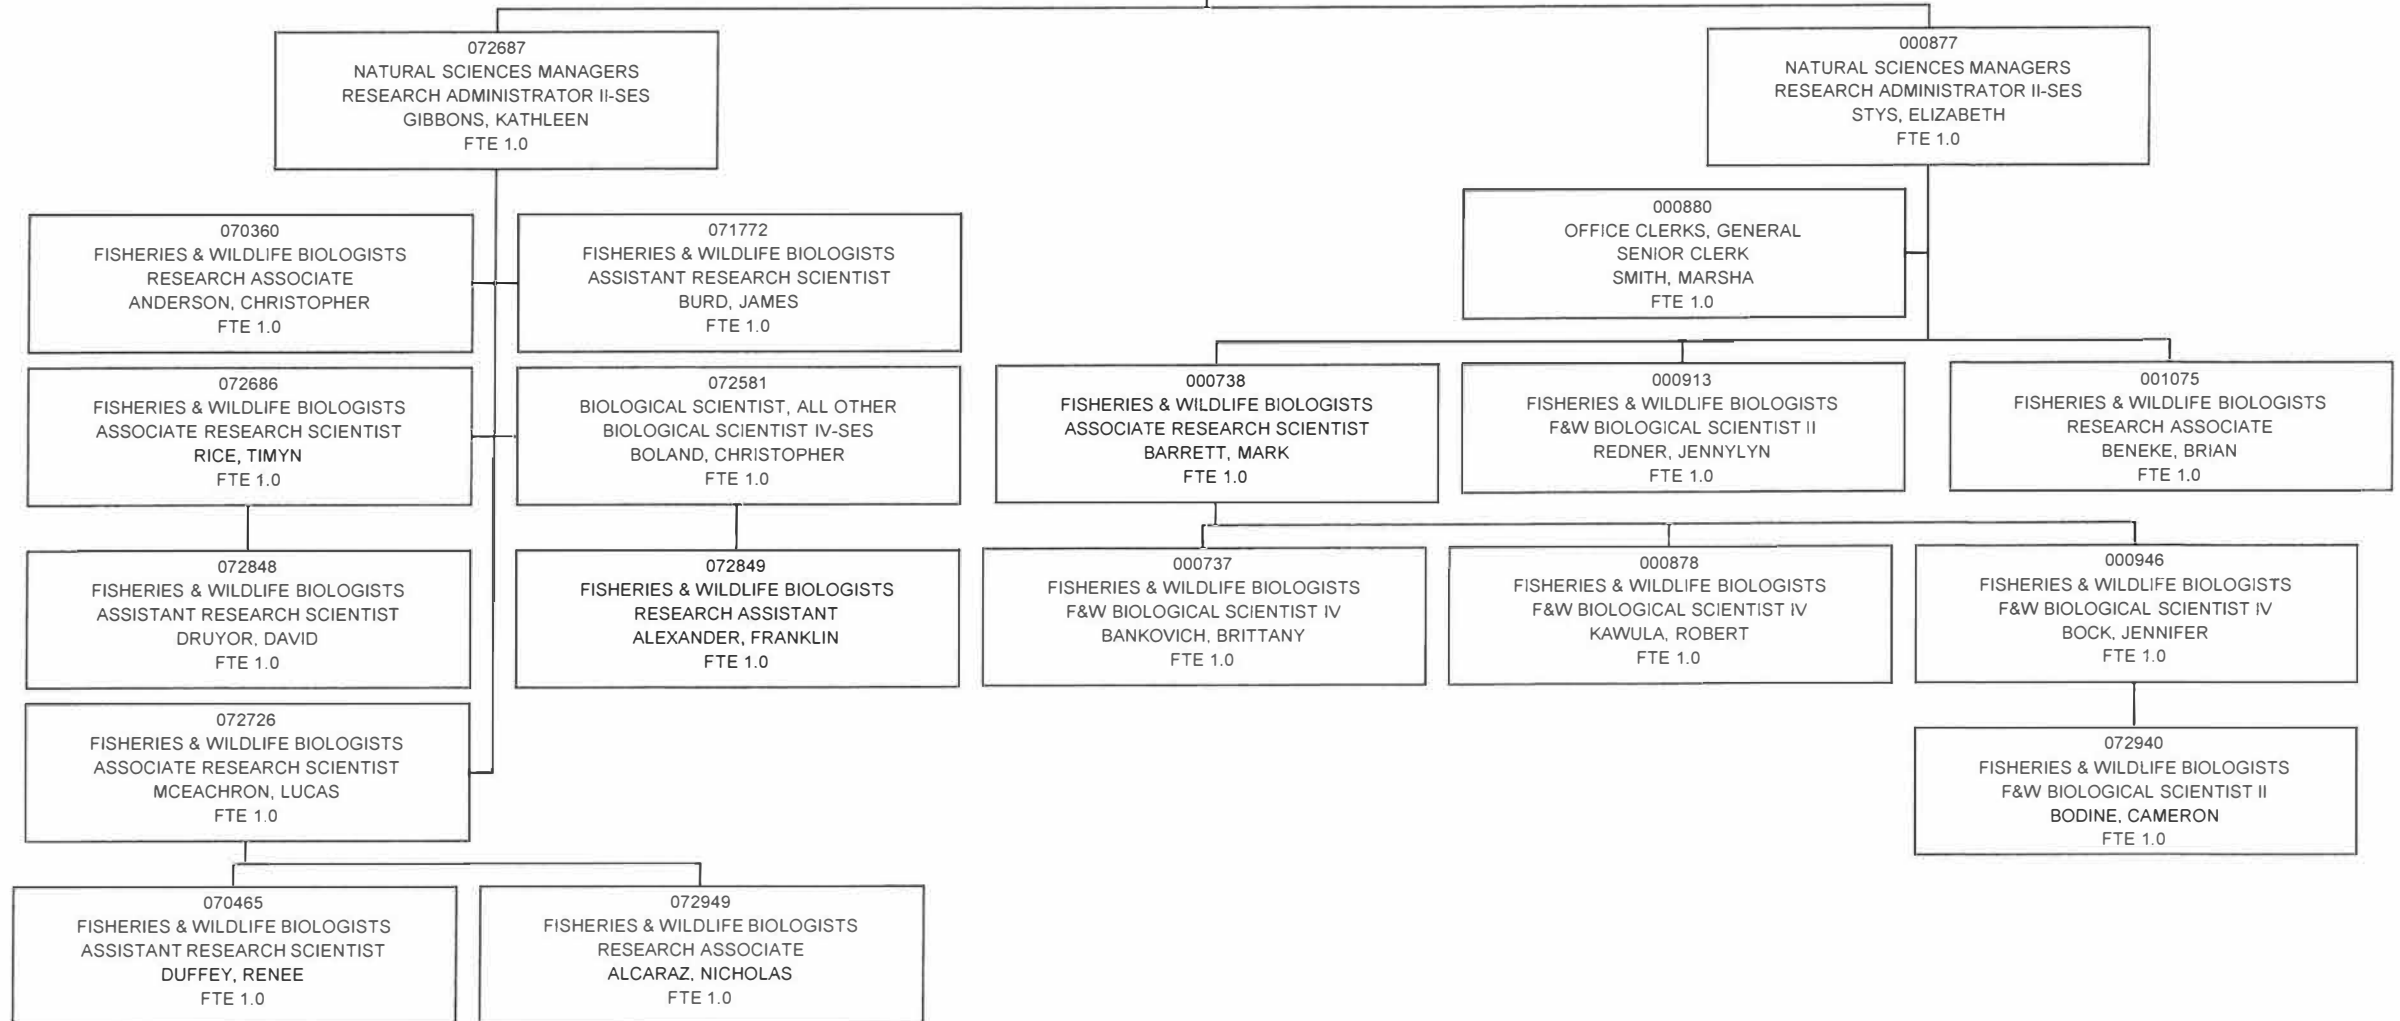 072687
NATURAL SCIENCES MANAGERS
RESEARCH ADMINISTRATOR II-SES
GIBBONS, KATHLEEN
FTE 1.0
000877
NATURAL SCIENCES MANAGERS
RESEARCH ADMINISTRATOR II-SES
STYS, ELIZABETH
FTE 1.0
000880
OFFICE CLERKS, GENERAL
SENIOR CLERK
SMITH, MARSHA
FTE 1.0
070360
FISHERIES & WILDLIFE BIOLOGISTS
RESEARCH ASSOCIATE
ANDERSON, CHRISTOPHER
FTE 1.0
071772
FISHERIES & WILDLIFE BIOLOGISTS
ASSISTANT RESEARCH SCIENTIST
BURD, JAMES
FTE 1.0
072686
FISHERIES & WILDLIFE BIOLOGISTS
ASSOCIATE RESEARCH SCIENTIST
RICE, TIMYN
FTE 1.0
072581
BIOLOGICAL SCIENTIST, ALL OTHER
BIOLOGICAL SCIENTIST IV-SES
BOLAND, CHRISTOPHER
FTE 1.0
000738
FISHERIES & WILDLIFE BIOLOGISTS
ASSOCIATE RESEARCH SCIENTIST
BARRETT, MARK
FTE 1.0
000913
FISHERIES & WILDLIFE BIOLOGISTS
F&W BIOLOGICAL SCIENTIST II
REDNER, JENNYLYN
FTE 1.0
001075
FISHERIES & WILDLIFE BIOLOGISTS
RESEARCH ASSOCIATE
BENEKE, BRIAN
FTE 1.0
072848
FISHERIES & WILDLIFE BIOLOGISTS
ASSISTANT RESEARCH SCIENTIST
DRUYOR, DAVID
FTE 1.0
072849
FISHERIES & WILDLIFE BIOLOGISTS
RESEARCH ASSISTANT
ALEXANDER, FRANKLIN
FTE 1.0
000737
FISHERIES & WILDLIFE BIOLOGISTS
F&W BIOLOGICAL SCIENTIST IV
BANKOVICH, BRITTANY
FTE 1.0
000878
FISHERIES & WILDLIFE BIOLOGISTS
F&W BIOLOGICAL SCIENTIST IV
KAWULA, ROBERT
FTE 1.0
000946
FISHERIES & WILDLIFE BIOLOGISTS
F&W BIOLOGICAL SCIENTIST IV
BOCK, JENNIFER
FTE 1.0
072726
FISHERIES & WILDLIFE BIOLOGISTS
ASSOCIATE RESEARCH SCIENTIST
MCEACHRON, LUCAS
FTE 1.0
072940
FISHERIES & WILDLIFE BIOLOGISTS
F&W BIOLOGICAL SCIENTIST II
BODINE, CAMERON
FTE 1.0
070465
FISHERIES & WILDLIFE BIOLOGISTS
ASSISTANT RESEARCH SCIENTIST
DUFFEY, RENEE
FTE 1.0
072949
FISHERIES & WILDLIFE BIOLOGISTS
RESEARCH ASSOCIATE
ALCARAZ, NICHOLAS
FTE 1.0